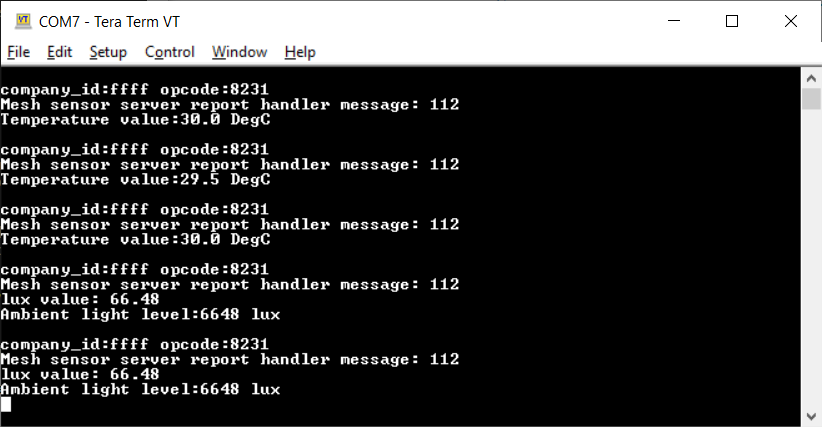 COM7 - Tera Term VT
File Edit Setup Control Window Help
company_id:ffff opcode:8231
Mesh sensor server report handler message: 112
Temperature value:30.0 DegC
company_id:ffff opcode:8231
Mesh sensor server report handler message: 112
Temperature value:29.5 DegC
company_id:ffff opcode:8231
Mesh sensor server report handler message: 112
Temperature value:30.0 DegC
company_id:ffff opcode:8231
Mesh sensor server report handler message: 112
lux value: 66.48
Ambient light level:6648 lux
company_id:ffff opcode:8231
Mesh sensor server report handler message: 112
lux value: 66.48
Ambient light level:6648 lux